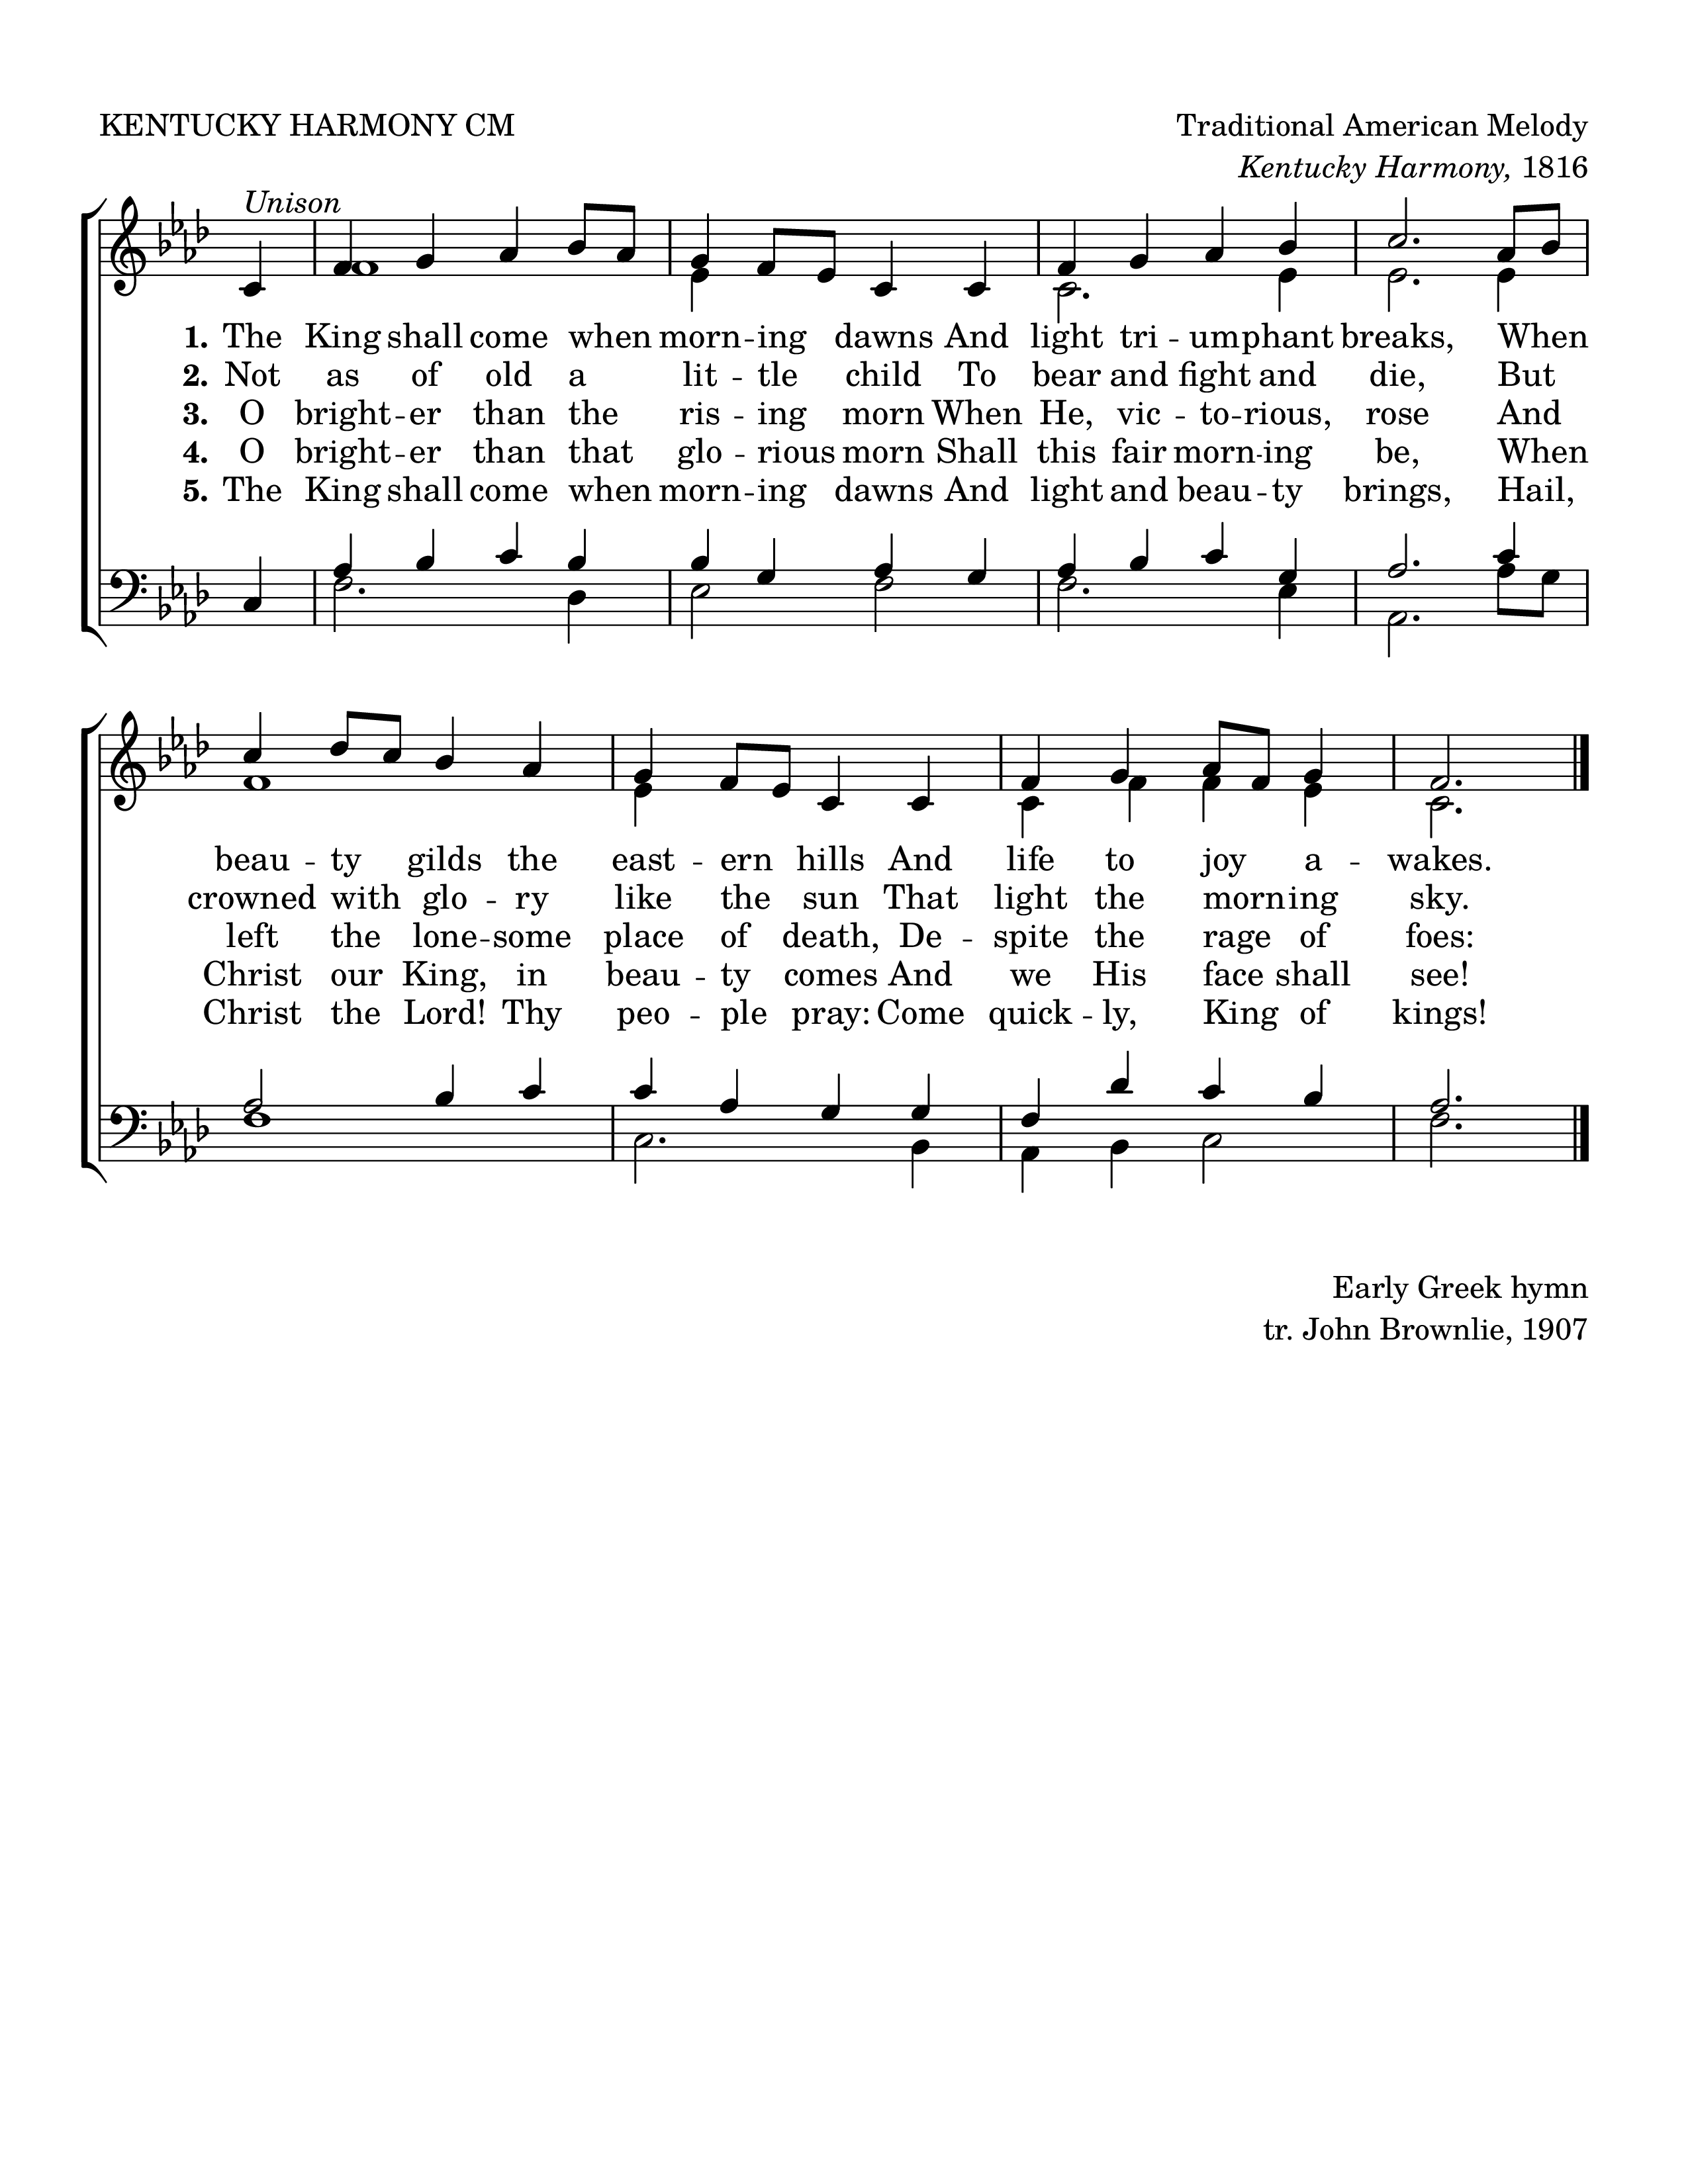 KENTUCKY HARMONY CM
Traditional American Melody
Kentucky Harmony, 1816
Unison
1. The King shall come when morn -- ing dawns And light tri -- umphant breaks, When
2. Not as of old a lit -- tle child To bear and fight and die, But
3. O bright -- er than the ris -- ing morn When He, vic -- to -- rious, rose And
4. O bright -- er than that glo -- rious morn Shall this fair morn -- ing be, When
5. The King shall come when morn -- ing dawns And light and beau -- ty brings, Hail,
beau -- ty gilds the east -- ern hills And life to joy a -- wakes.
crowned with glo -- ry like the sun That light the morning sky.
left the lone -- some place of death, De -- spite the rage of foes:
Christ our King, in beau -- ty comes And we His face shall see!
Christ the Lord! Thy peo -- ple pray: Come quick -- ly, King of kings!
Early Greek hymn
tr. John Brownlie, 1907